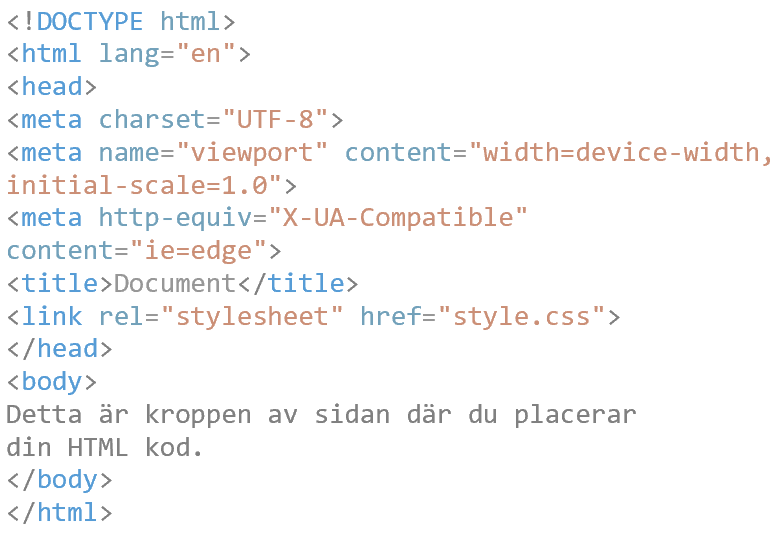 <!DOCTYPE html>
<html lang="en">
<head>
<meta charset="UTF-8">
<meta name="viewport" content="width=device-width,
initial-scale=1.0">
<meta http-equiv="X-UA-Compatible"
content="ie=edge">
<title>Document</title>
<link rel="stylesheet" href="style.css">
</head>
<body>
Detta är kroppen av sidan där du placerar
din HTML kod.
</body>
</html>